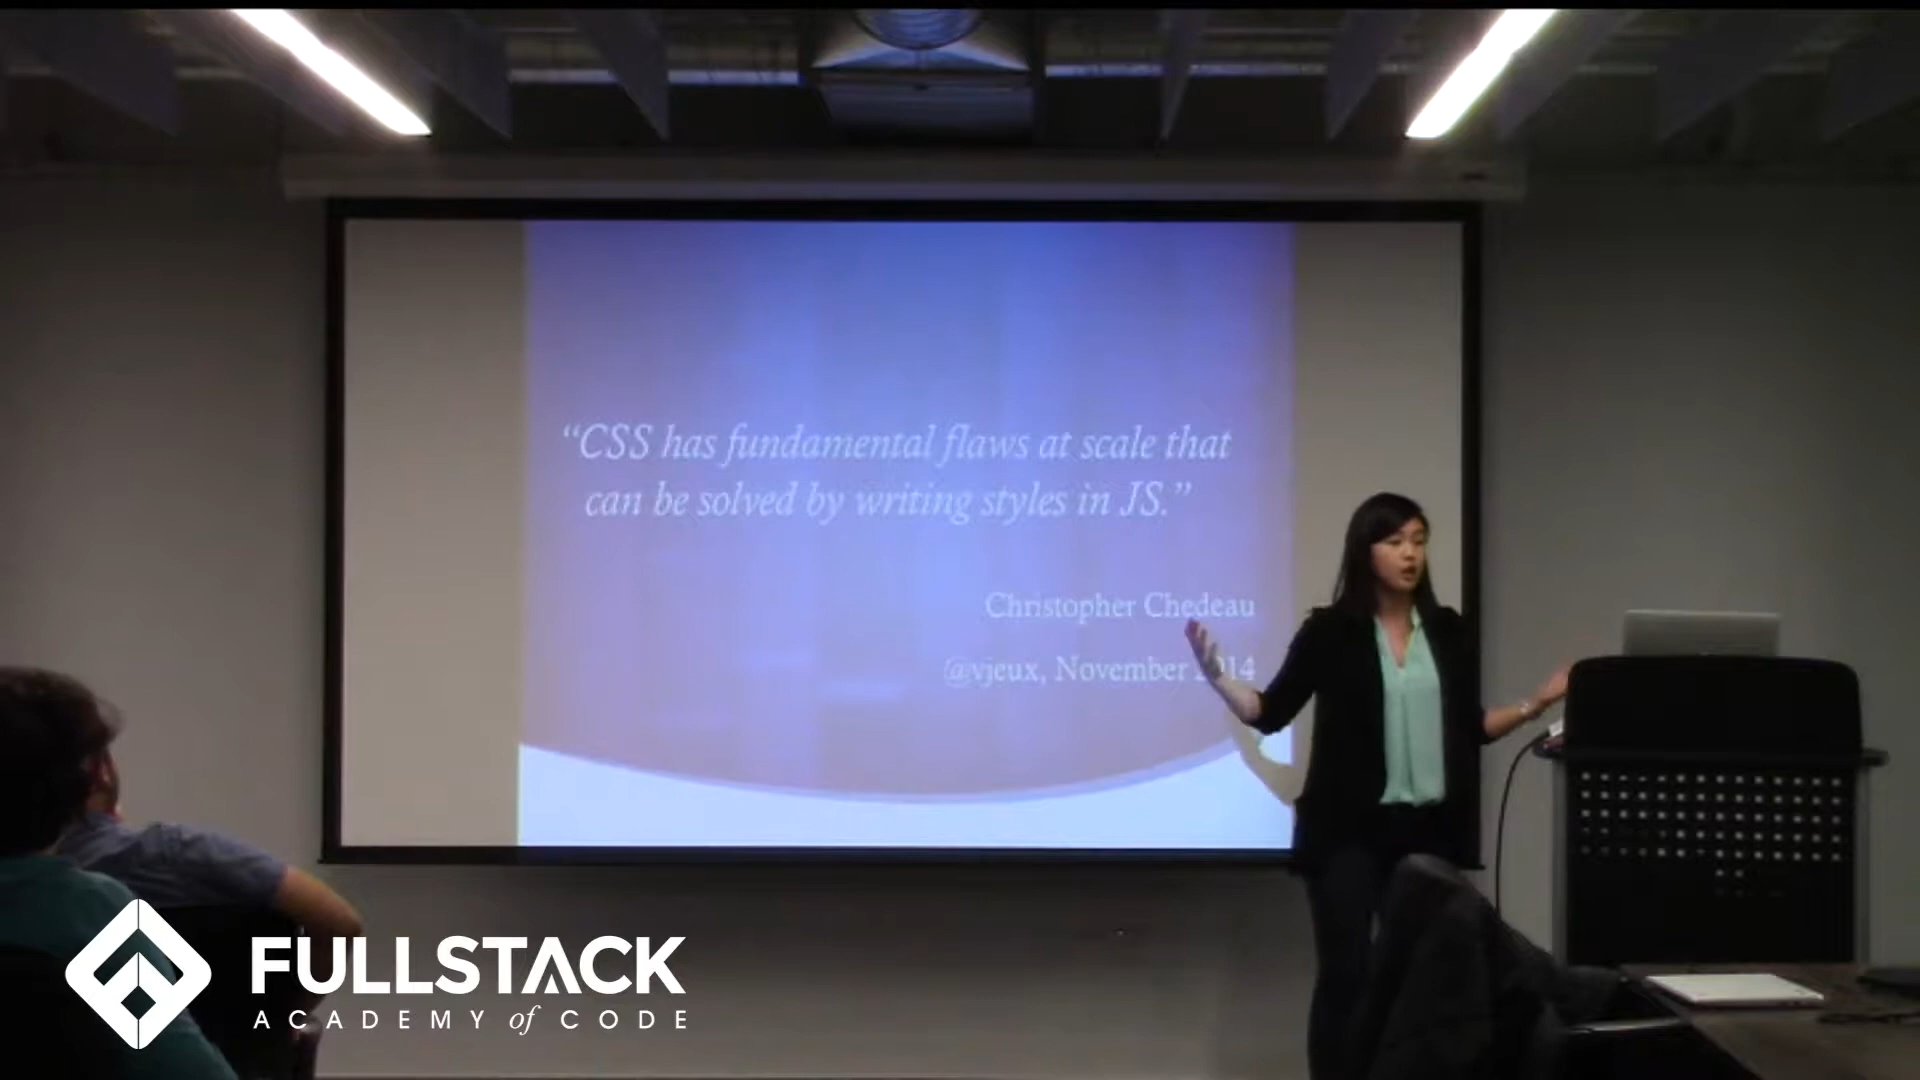 “CSS has fundamental flaws at scale that
can be solved by writing styles in JS.”
Christopher Chedeau
@vjeux, November 2014
FULLSTACK
ACADEMY of CODE